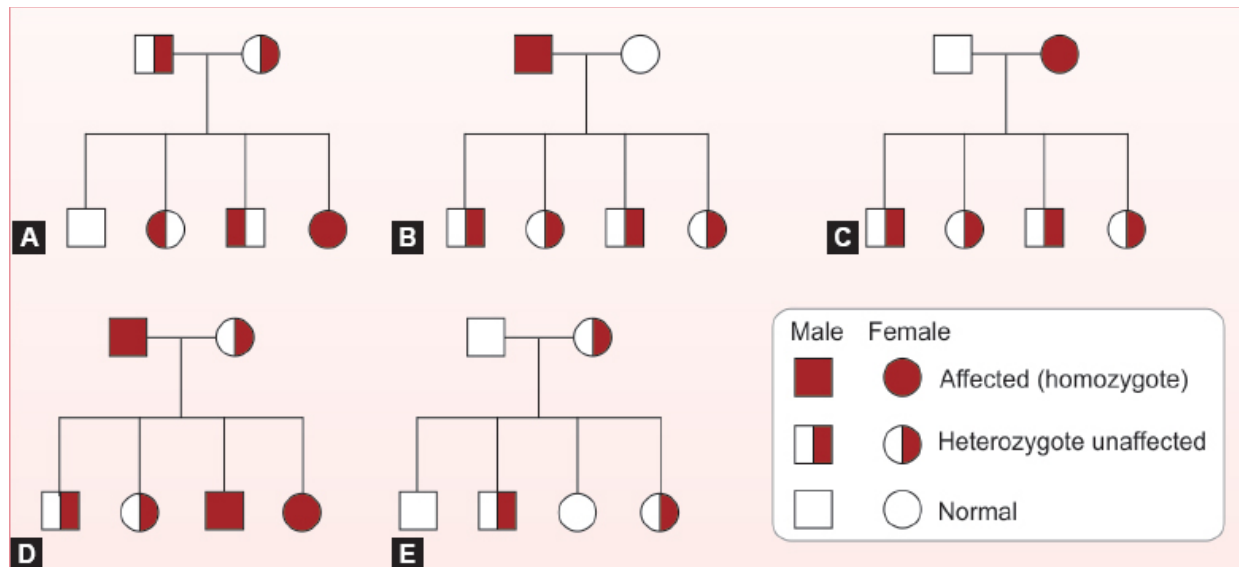 A
B
C
D
E
Male Female
Affected (homozygote)
Heterozygote unaffected
Normal